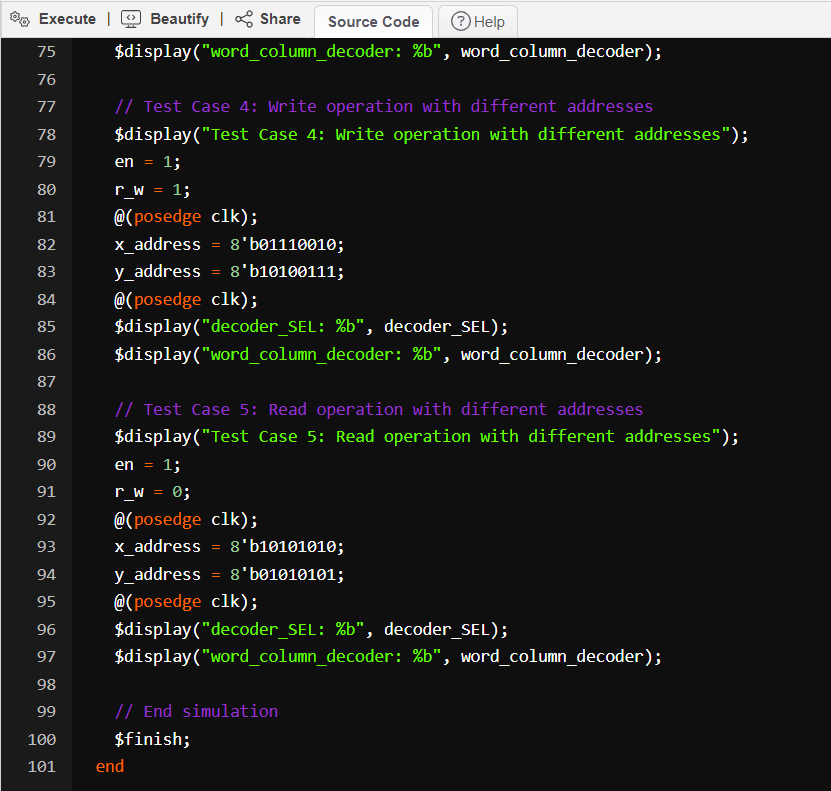 Execute | Beautify | Share Source Code Help
75 $display("word_column_decoder: %b", word_column_decoder);
76
77 // Test Case 4: Write operation with different addresses
78 $display("Test Case 4: Write operation with different addresses");
79 en = 1;
80 r_w = 1;
81 @(posedge clk);
82 x_address = 8'b01110010;
83 y_address = 8'b10100111;
84 @(posedge clk);
85 $display("decoder_SEL: %b", decoder_SEL);
86 $display("word_column_decoder: %b", word_column_decoder);
87
88 // Test Case 5: Read operation with different addresses
89 $display("Test Case 5: Read operation with different addresses");
90 en = 1;
91 r_w = 0;
92 @(posedge clk);
93 x_address = 8'b10101010;
94 y_address = 8'b01010101;
95 @(posedge clk);
96 $display("decoder_SEL: %b", decoder_SEL);
97 $display("word_column_decoder: %b", word_column_decoder);
98
99 // End simulation
100 $finish;
101 end